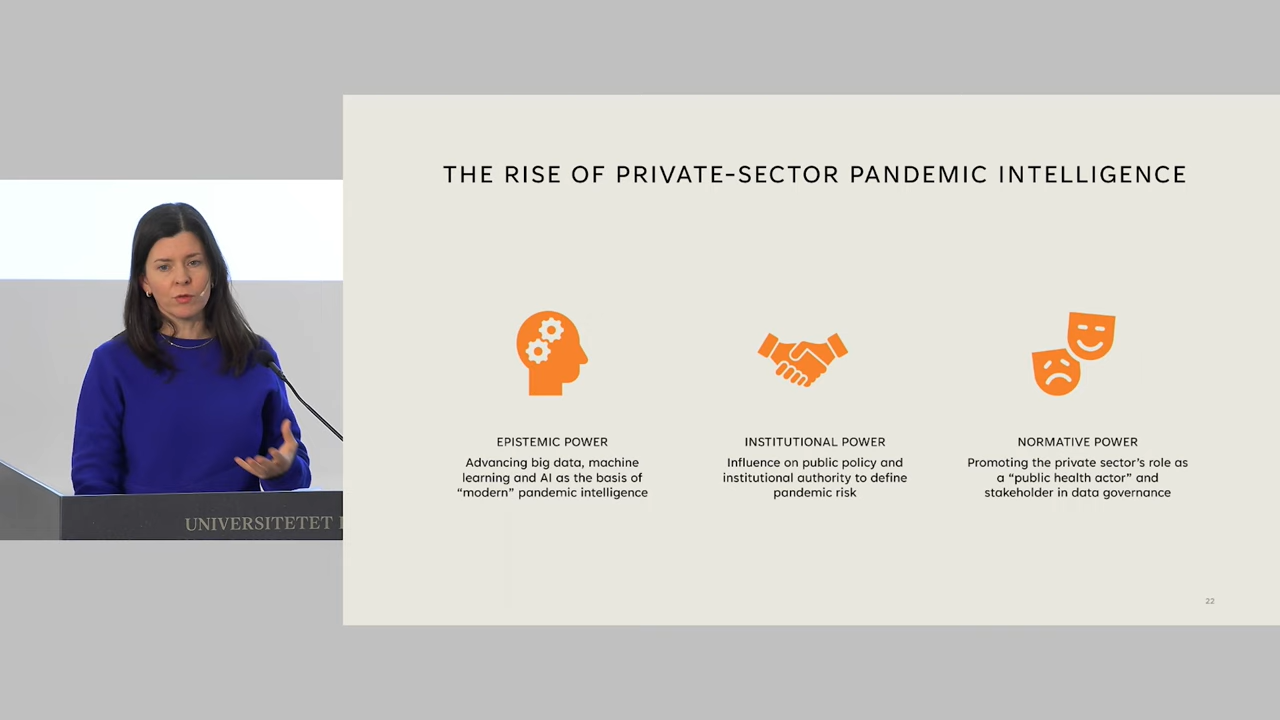 THE RISE OF PRIVATE-SECTOR PANDEMIC INTELLIGENCE
EPISTEMIC POWER
Advancing big data, machine
learning and AI as the basis of
“modern” pandemic intelligence
INSTITUTIONAL POWER
Influence on public policy and
institutional authority to define
pandemic risk
NORMATIVE POWER
Promoting the private sector’s role as
a “public health actor” and
stakeholder in data governance
UNIVERSITETET
22